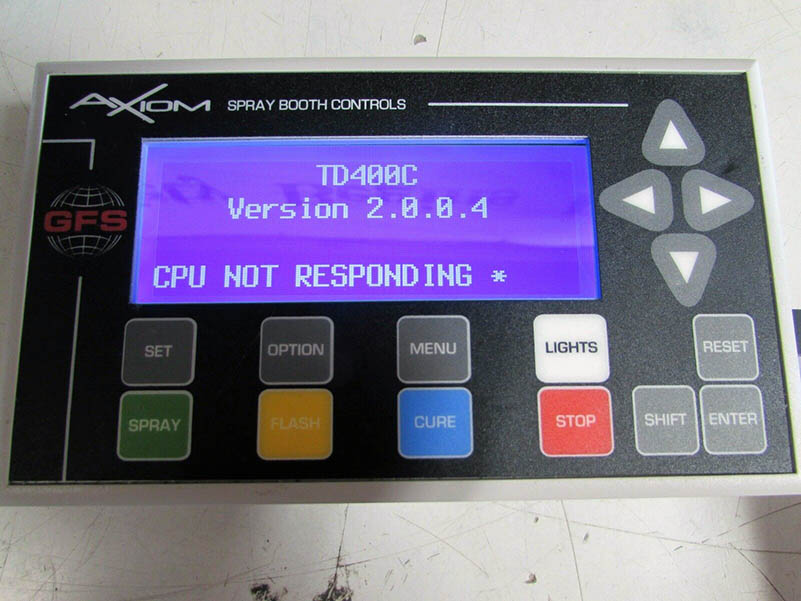 AXIOM SPRAY BOOTH CONTROLS
GFS
TD400C
Version 2.0.0.4
CPU NOT RESPONDING *
SET OPTION MENU LIGHTS RESET
SPRAY FLASH CURE STOP SHIFT ENTER